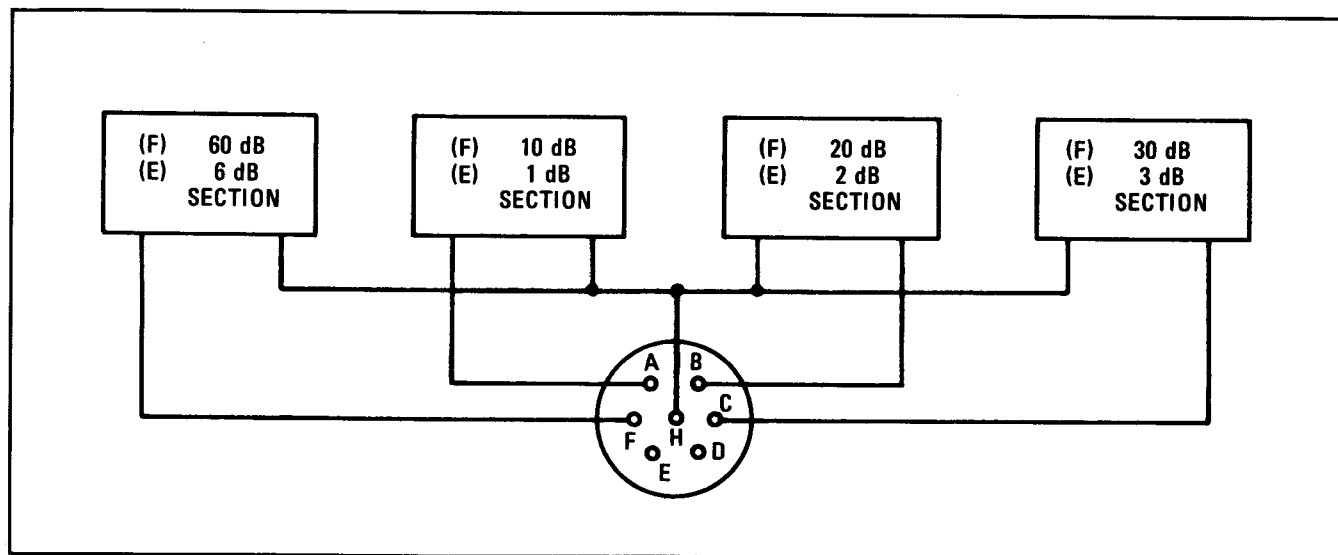 (F) 60 dB
(E) 6 dB
SECTION
(F) 10 dB
(E) 1 dB
SECTION
(F) 20 dB
(E) 2 dB
SECTION
(F) 30 dB
(E) 3 dB
SECTION
A B
C
F H
E D